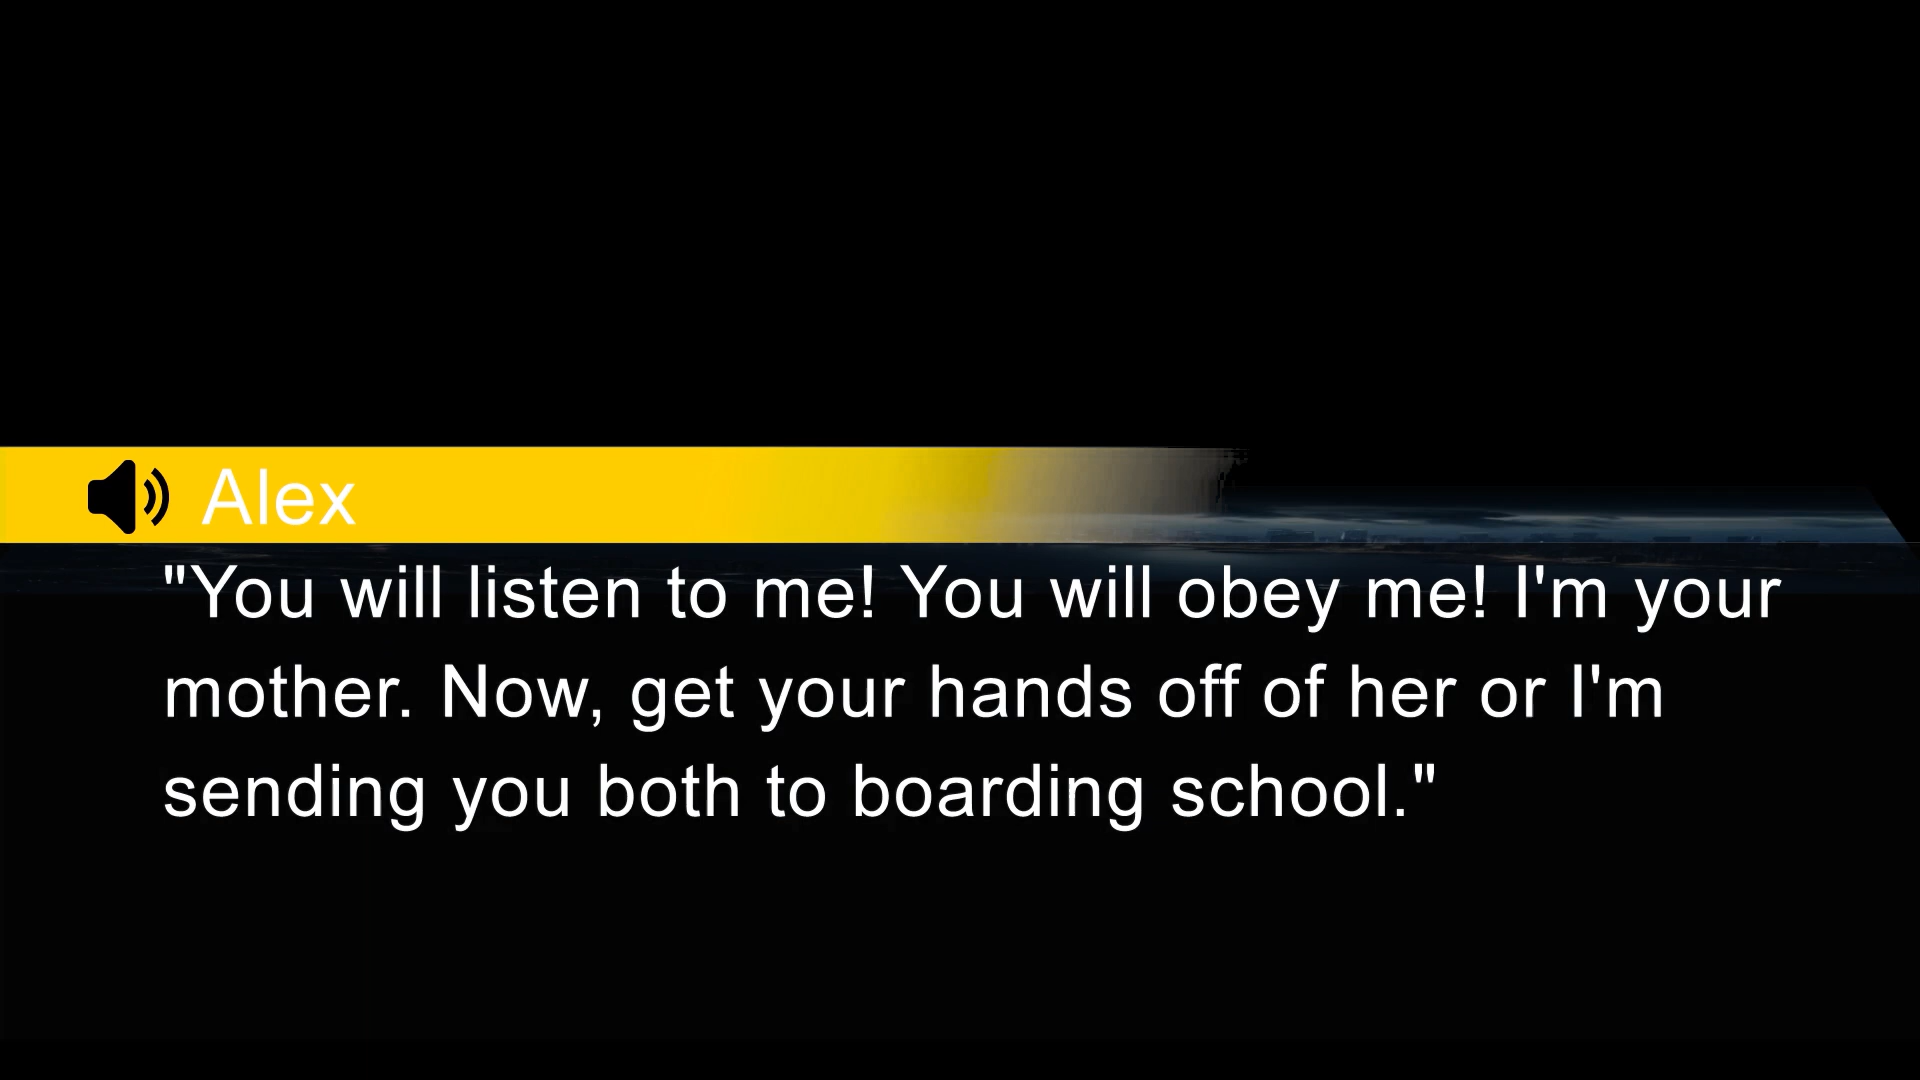 Alex
"You will listen to me! You will obey me! I'm your
mother. Now, get your hands off of her or I'm
sending you both to boarding school."